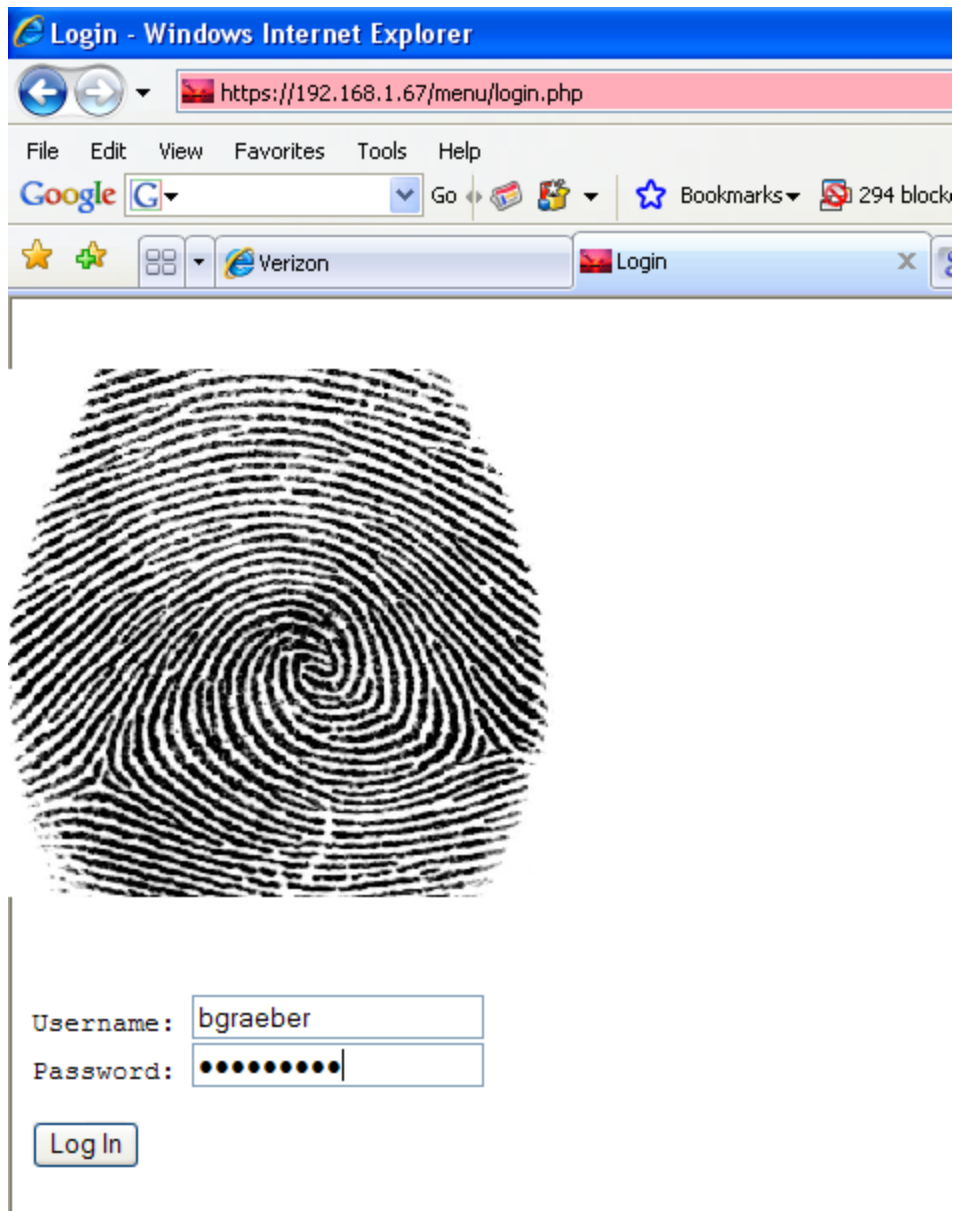 Login - Windows Internet Explorer
https://192.168.1.67/menu/login.php
File Edit View Favorites Tools Help
Google G Go Bookmarks 294 blocke
Verizon Login X
Username: bgraeber
Password: •••••••••
Log In